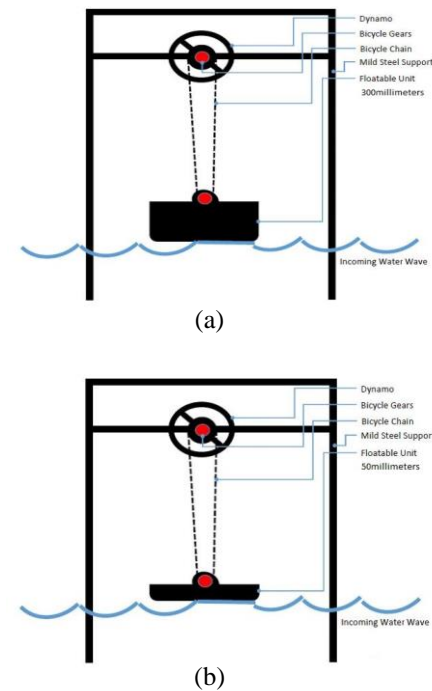 Dynamo
Bicycle Gears
Bicycle Chain
Mild Steel Support
Floatable Unit
300millimeters
Incoming Water Wave
(a)
Dynamo
Bicycle Gears
Bicycle Chain
Mild Steel Support
Floatable Unit
50millimeters
Incoming Water Wave
(b)